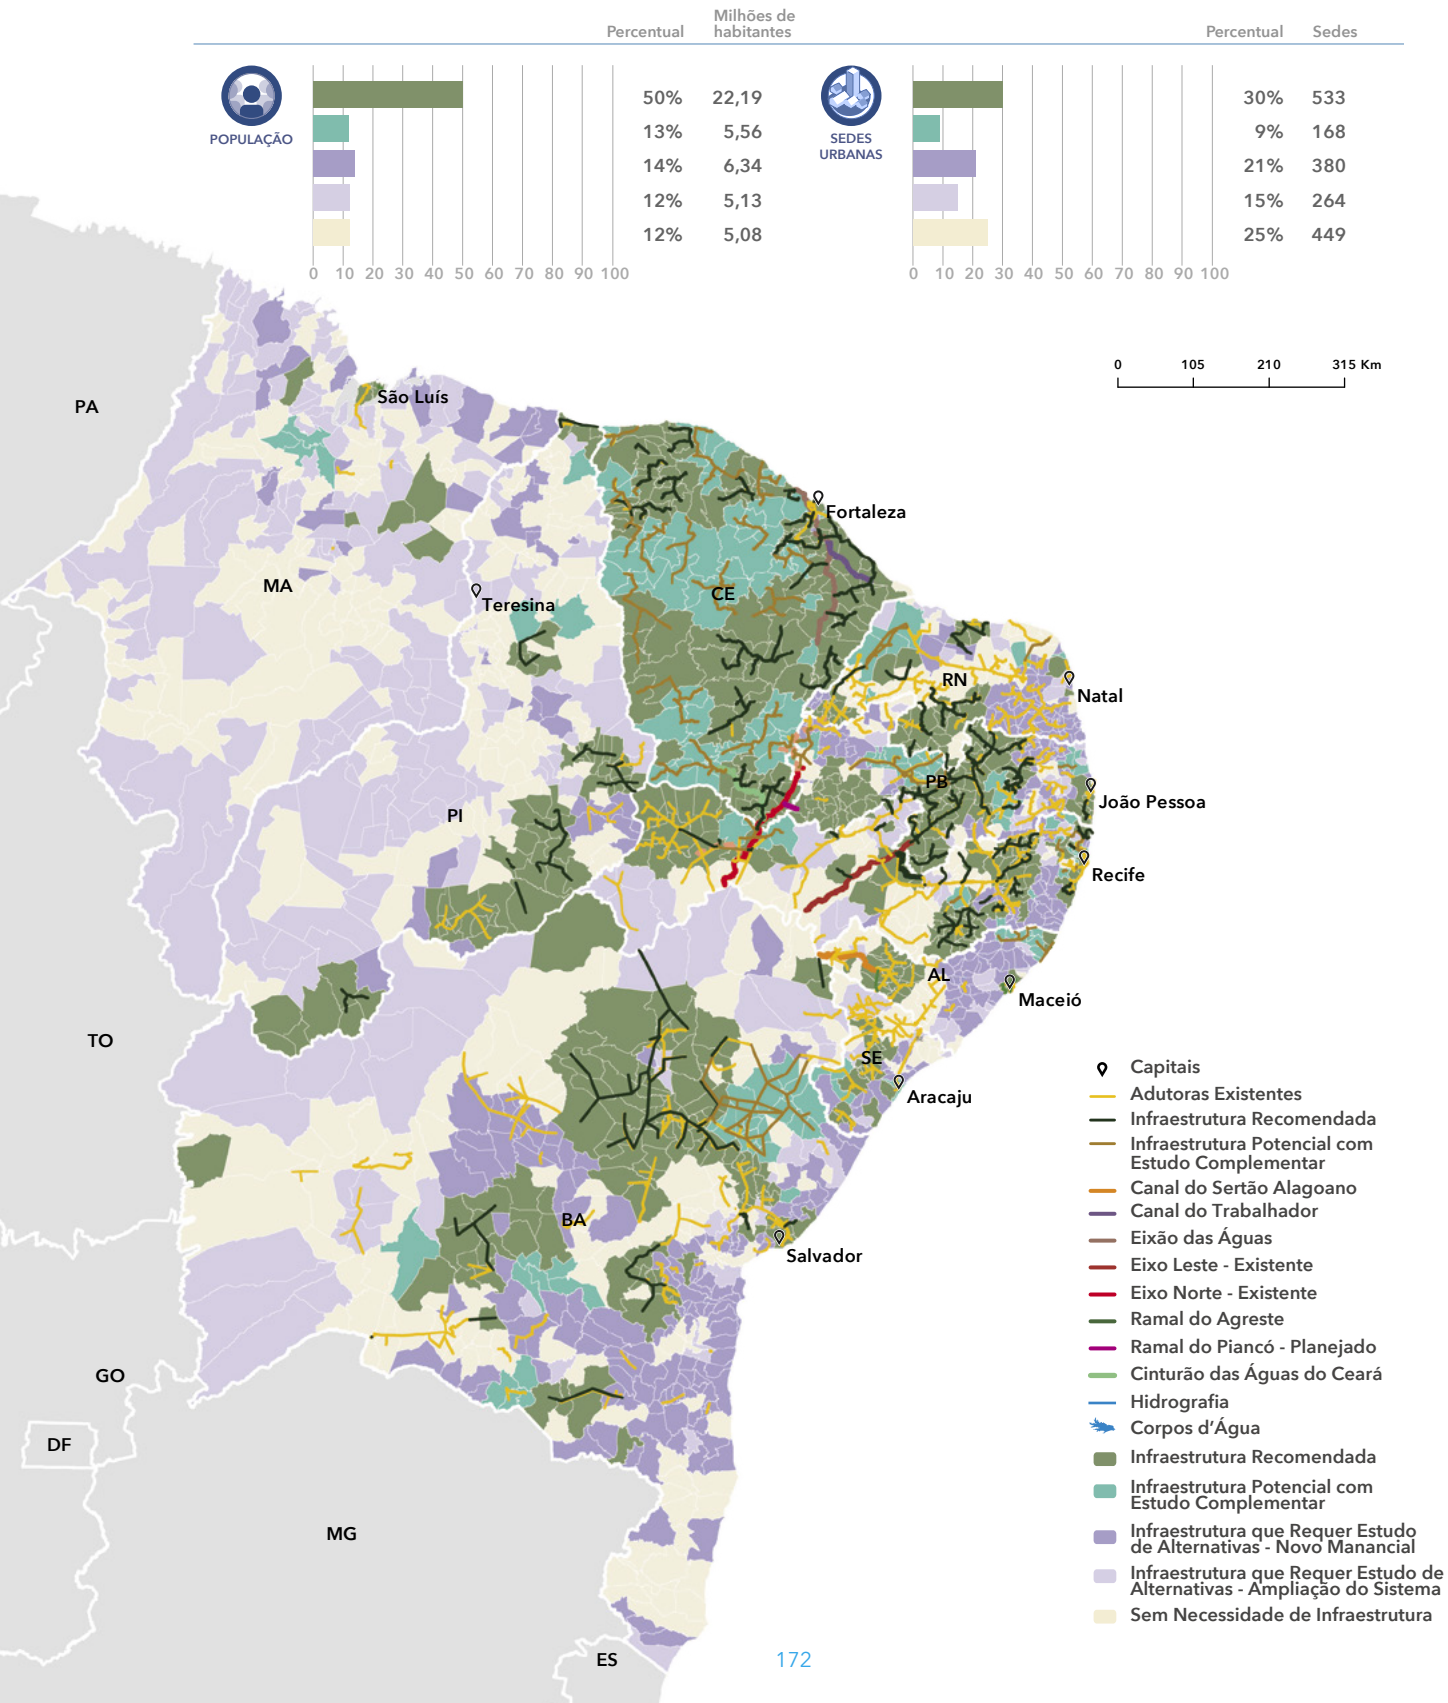 Percentual Milhões de habitantes
Percentual Sedes
POPULAÇÃO
50% 22,19
13% 5,56
14% 6,34
12% 5,13
12% 5,08
0 10 20 30 40 50 60 70 80 90 100
SEDES
URBANAS
30% 533
9% 168
21% 380
15% 264
25% 449
0 10 20 30 40 50 60 70 80 90 100
0 105 210 315 Km
PA
São Luís
Fortaleza
MA
Teresina
CE
RN
Natal
PI
PB
João Pessoa
Recife
AL
Maceió
TO
SE
Aracaju
BA
Salvador
GO
DF
MG
ES
Capitais
Adutoras Existentes
Infraestrutura Recomendada
Infraestrutura Potencial com
Estudo Complementar
Canal do Sertão Alagoano
Canal do Trabalhador
Eixão das Águas
Eixo Leste - Existente
Eixo Norte - Existente
Ramal do Agreste
Ramal do Piancó - Planejado
Cinturão das Águas do Ceará
Hidrografia
Corpos d'Água
Infraestrutura Recomendada
Infraestrutura Potencial com
Estudo Complementar
Infraestrutura que Requer Estudo
de Alternativas - Novo Manancial
Infraestrutura que Requer Estudo de
Alternativas - Ampliação do Sistema
Sem Necessidade de Infraestrutura
172